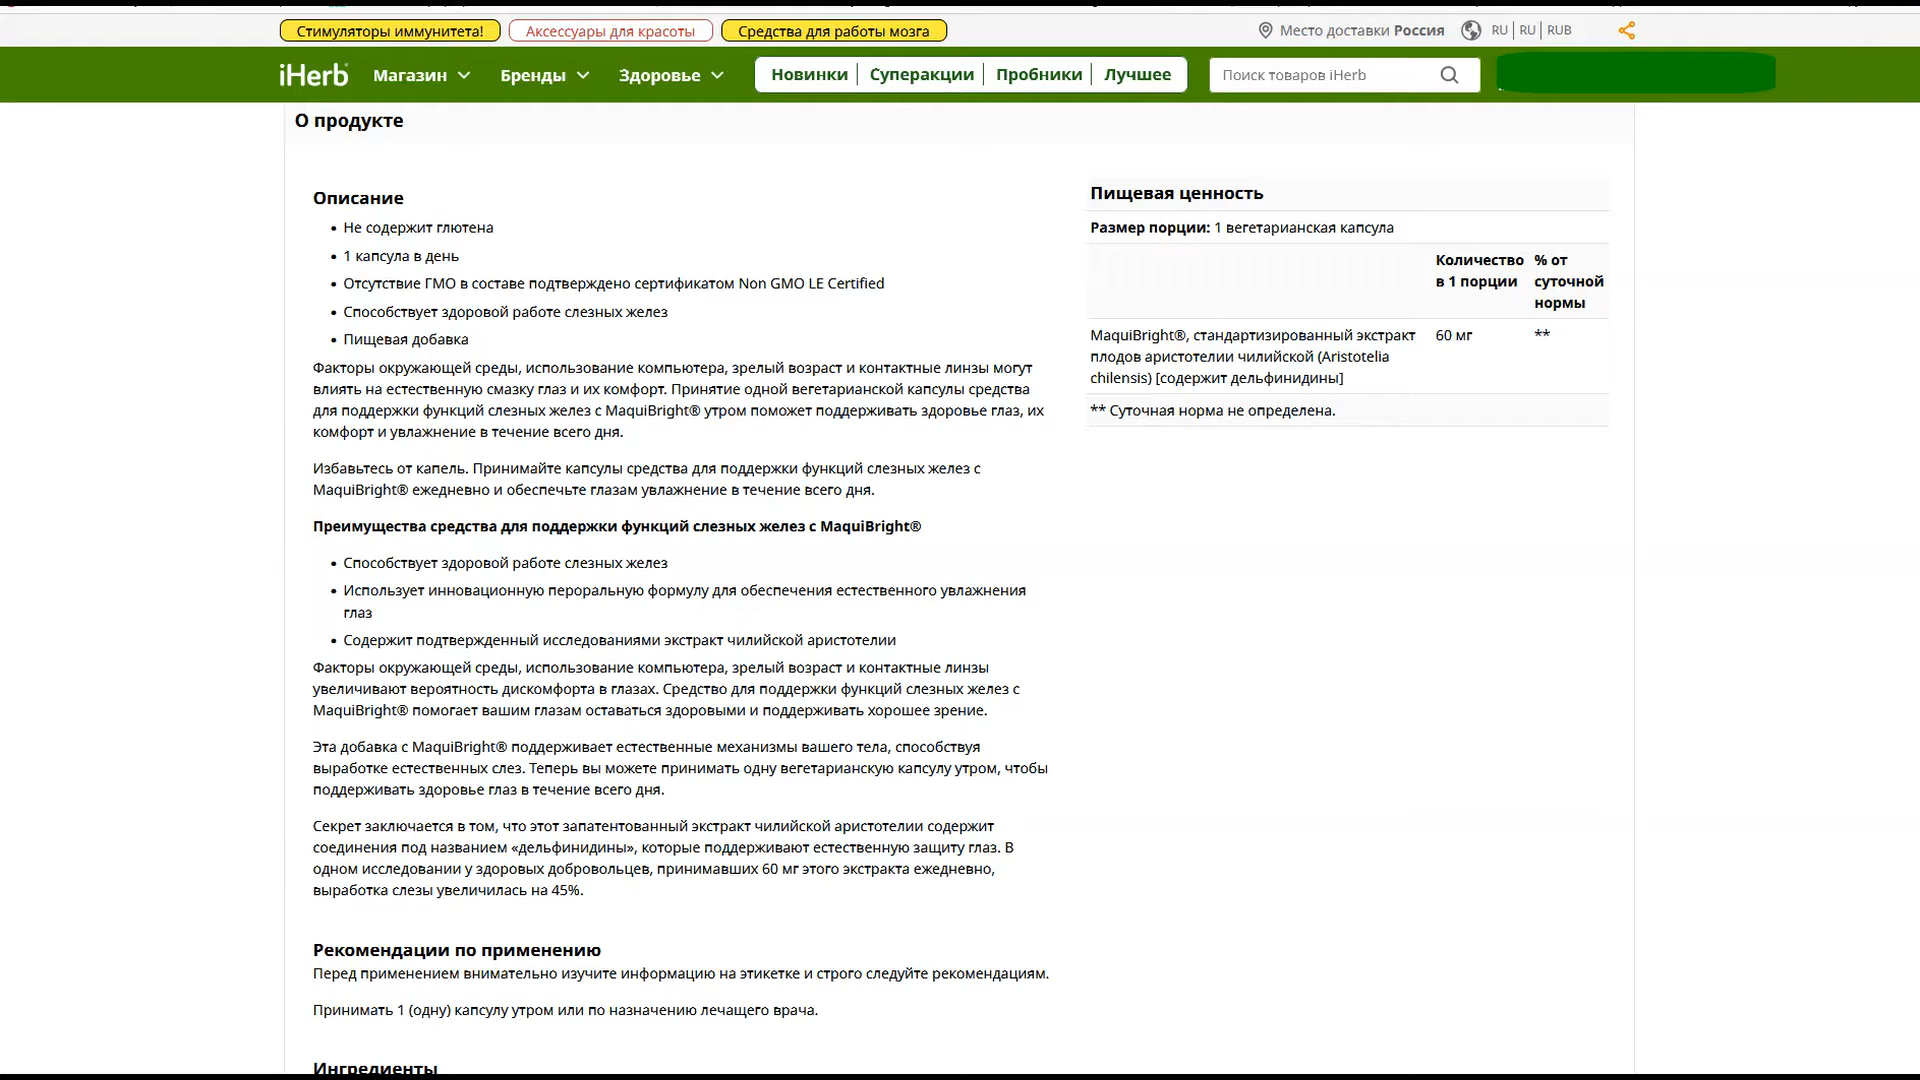 Стимуляторы иммунитета!
Аксессуары для красоты
Средства для работы мозга
Место доставки Россия
RU | RU | RUB
iHerb
Магазин
Бренды
Здоровье
Новинки
Суперакции
Пробники
Лучшее
Поиск товаров iHerb
О продукте
Описание
• Не содержит глютена
• 1 капсула в день
• Отсутствие ГМО в составе подтверждено сертификатом Non GMO LE Certified
• Способствует здоровой работе слезных желез
• Пищевая добавка
Факторы окружающей среды, использование компьютера, зрелый возраст и контактные линзы могут
влиять на естественную смазку глаз и их комфорт. Принятие одной вегетарианской капсулы средства
для поддержки функций слезных желез с MaquiBright® утром поможет поддерживать здоровье глаз, их
комфорт и увлажнение в течение всего дня.
Избавьтесь от капель. Принимайте капсулы средства для поддержки функций слезных желез с
MaquiBright® ежедневно и обеспечьте глазам увлажнение в течение всего дня.
Преимущества средства для поддержки функций слезных желез с MaquiBright®
• Способствует здоровой работе слезных желез
• Использует инновационную пероральную формулу для обеспечения естественного увлажнения
глаз
• Содержит подтвержденный исследованиями экстракт чилийской аристотелии
Факторы окружающей среды, использование компьютера, зрелый возраст и контактные линзы
увеличивают вероятность дискомфорта в глазах. Средство для поддержки функций слезных желез с
MaquiBright® помогает вашим глазам оставаться здоровыми и поддерживать хорошее зрение.
Эта добавка с MaquiBright® поддерживает естественные механизмы вашего тела, способствуя
выработке естественных слез. Теперь вы можете принимать одну вегетарианскую капсулу утром, чтобы
поддерживать здоровье глаз в течение всего дня.
Секрет заключается в том, что этот запатентованный экстракт чилийской аристотелии содержит
соединения под названием «дельфинидины», которые поддерживают естественную защиту глаз. В
одном исследовании у здоровых добровольцев, принимавших 60 мг этого экстракта ежедневно,
выработка слезы увеличилась на 45%.
Рекомендации по применению
Перед применением внимательно изучите информацию на этикетке и строго следуйте рекомендациям.
Принимать 1 (одну) капсулу утром или по назначению лечащего врача.
Ингредиенты
Пищевая ценность
Размер порции: 1 вегетарианская капсула
Количество
в 1 порции
% от
суточной
нормы
MaquiBright®, стандартизированный экстракт
плодов аристотелии чилийской (Aristotelia
chilensis) [содержит дельфинидины]
60 мг
**
** Суточная норма не определена.